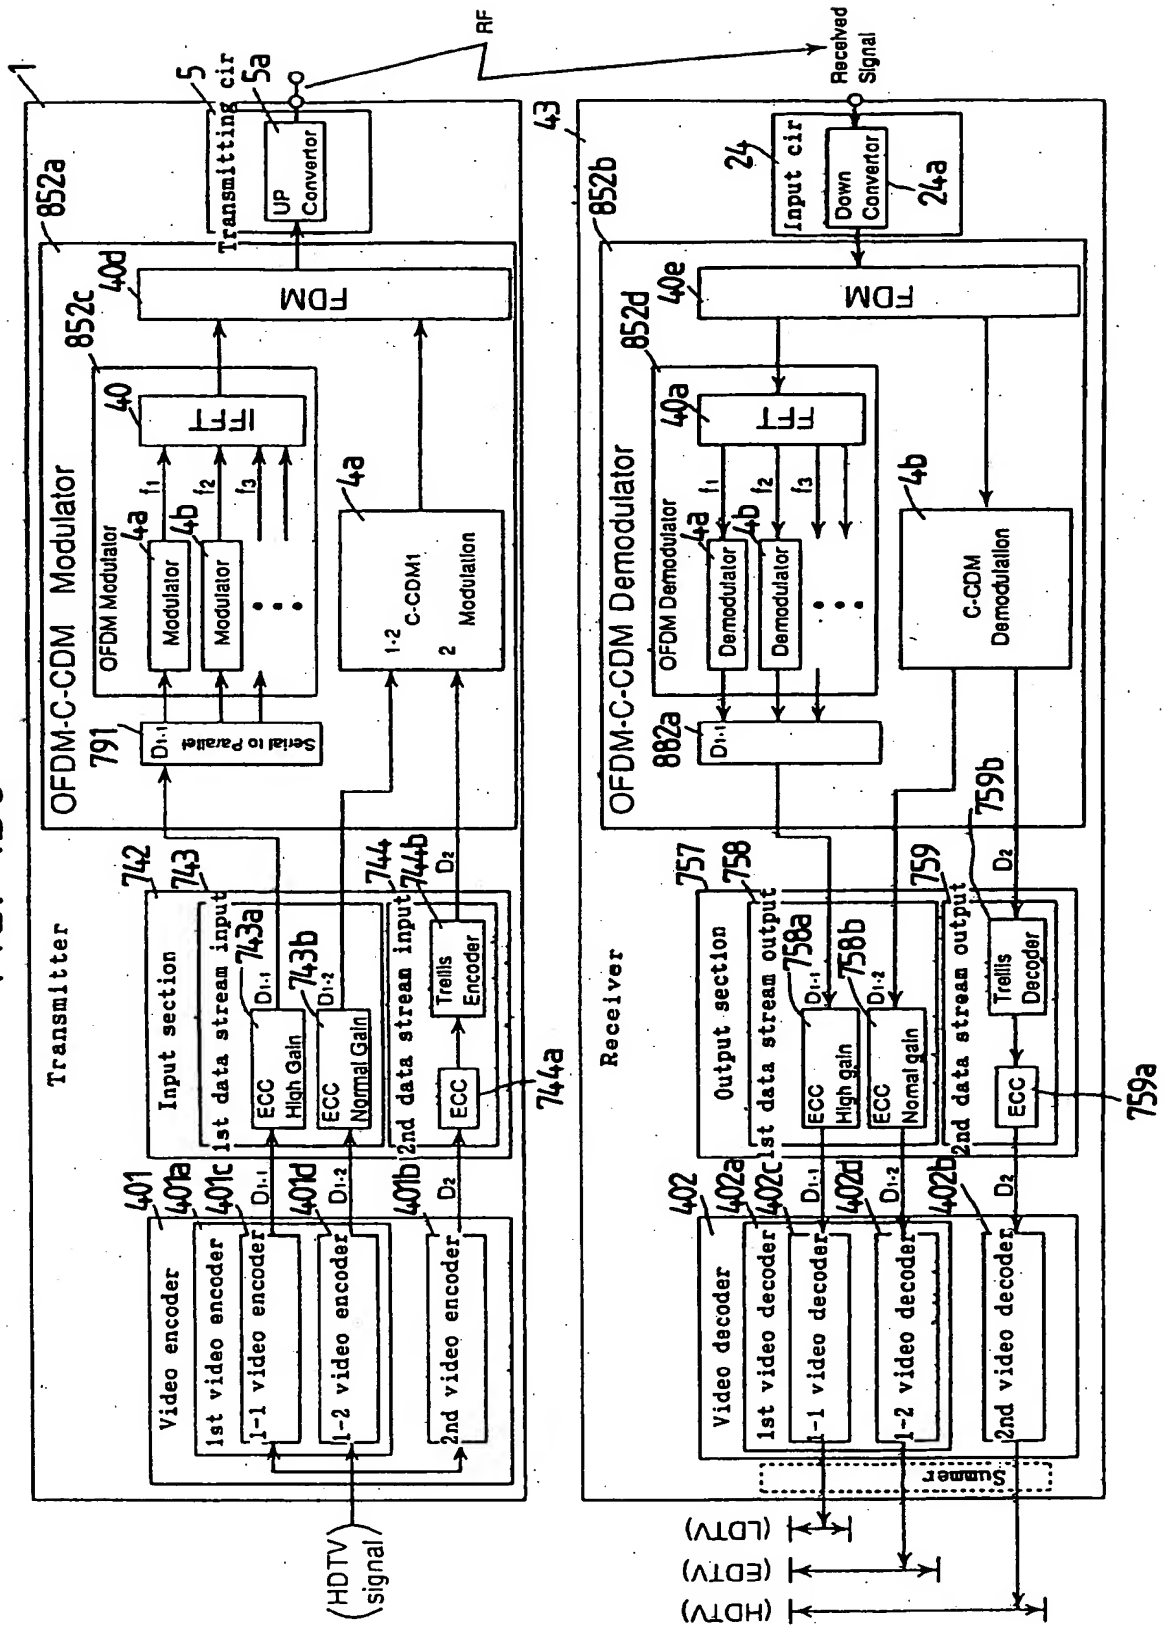 Transmitter
1
Video encoder
401
1st video encoder
401a
1-1 video encoder
401c
1-2 video encoder
401d
2nd video encoder
401b
(HDTV signal)
D1-1
D1-2
D2
Input section
742
1st data stream input
743
ECC
High Gain
743a
D1-1
ECC
Normal Gain
743b
D1-2
2nd data stream input
744
ECC
744a
Trellis
Encoder
744b
D2
OFDM-C-CDM Modulator
852a
791
D1-1
Serial to Parallel
OFDM Modulator
852c
Modulator
4a
Modulator
4b
f1
f2
f3
IFFT
40
1-2
C-CDM1
2
Modulation
4a
FDM
40d
Transmitting cir
5
UP
Convertor
5a
RF
Receiver
43
Received
Signal
Input cir
24
Down
Convertor
24a
OFDM-C-CDM Demodulator
852b
FDM
40e
OFDM Demodulator
852d
FFT
40a
f1
f2
f3
Demodulator
4a
Demodulator
4b
D1-1
882a
C-CDM
Demodulation
4b
Output section
757
1st data stream output
758
ECC
High gain
758a
D1-1
ECC
Nomal gain
758b
D1-2
2nd data stream output
759
Trellis
Decoder
759b
ECC
759a
D2
D1-1
D1-2
D2
Video decoder
402
1st video decoder
402a
1-1 video decoder
402c
1-2 video decoder
402d
2nd video decoder
402b
Summer
(LDTV)
(EDTV)
(HDTV)